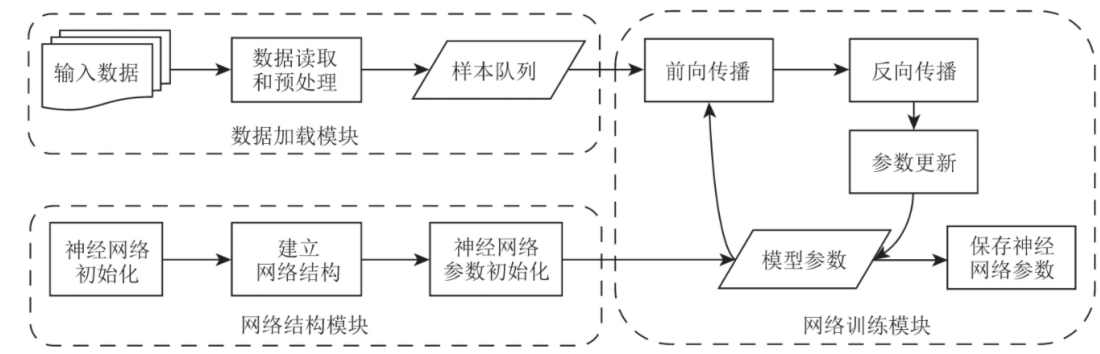 输入数据
数据读取
和预处理
样本队列
数据加载模块
神经网络
初始化
建立
网络结构
神经网络
参数初始化
网络结构模块
前向传播
反向传播
参数更新
模型参数
保存神经
网络参数
网络训练模块